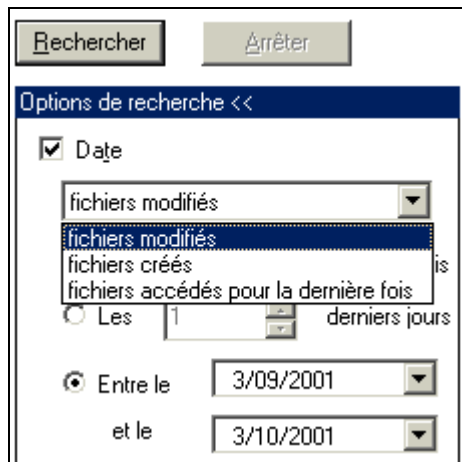 Rechercher Arrêter
Options de recherche <<
Date
fichiers modifiés
fichiers modifiés
fichiers créés
is
fichiers accédés pour la dernière fois
Les 1 derniers jours
Entre le 3/09/2001
et le 3/10/2001